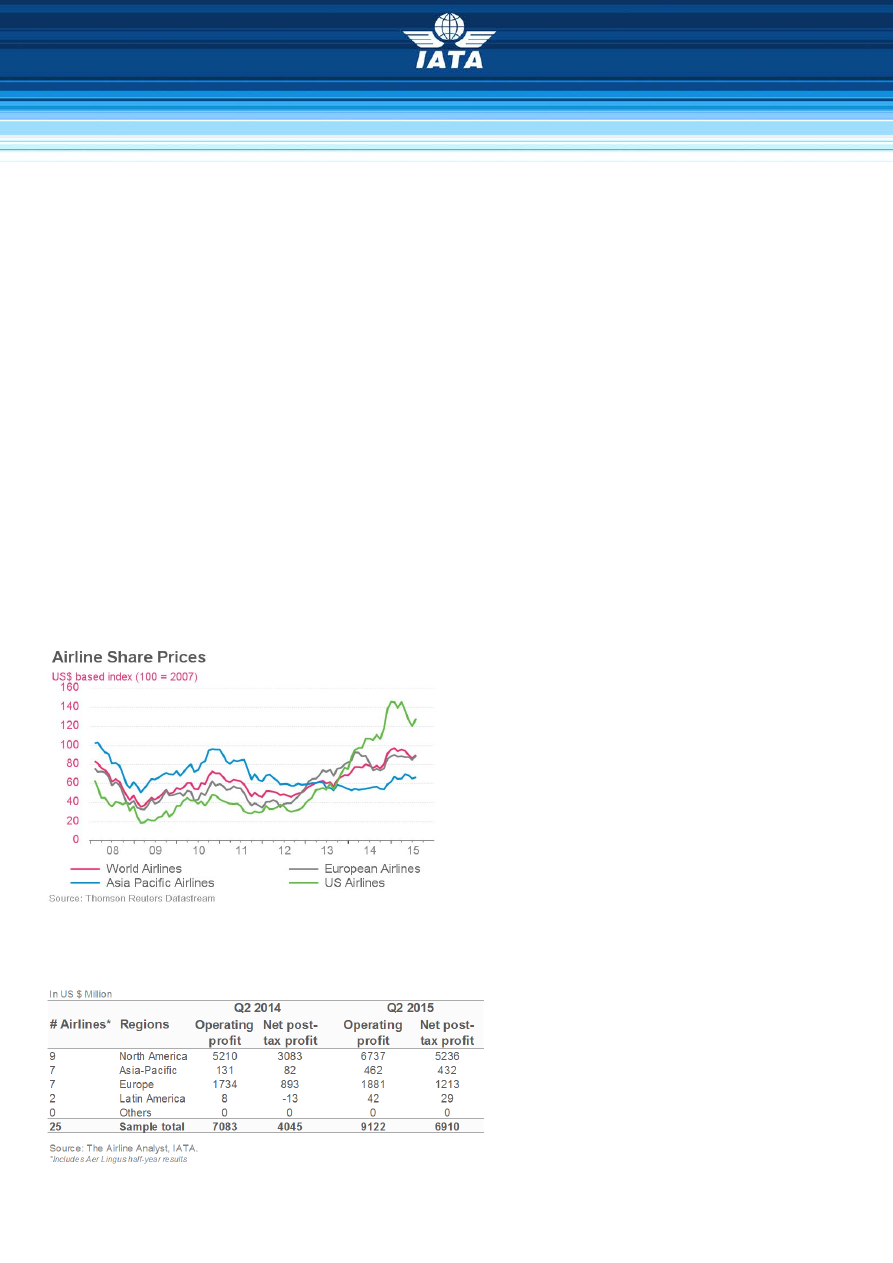 IATA
Airline Share Prices
US$ based index (100 = 2007)
160
140
120
100
80
60
40
20
0
08 09 10 11 12 13 14 15
World Airlines European Airlines
Asia Pacific Airlines US Airlines
Source: Thomson Reuters Datastream
In US $ Million
Q2 2014 Q2 2015
# Airlines* Regions Operating Net post- Operating Net post-
profit tax profit profit tax profit
9 North America 5210 3083 6737 5236
7 Asia-Pacific 131 82 462 432
7 Europe 1734 893 1881 1213
2 Latin America 8 -13 42 29
0 Others 0 0 0 0
25 Sample total 7083 4045 9122 6910
Source: The Airline Analyst, IATA.
*Includes Aer Lingus half-year results